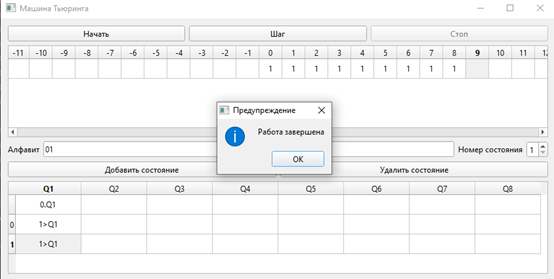 Машина Тьюринга
Начать Шаг Стоп
-11 -10 -9 -8 -7 -6 -5 -4 -3 -2 -1 0 1 2 3 4 5 6 7 8 9 10 11 12
1 1 1 1 1 1 1 1 1
Предупреждение
Работа завершена
OK
Алфавит 01 Номер состояния 1
Добавить состояние Удалить состояние
Q1 Q2 Q3 Q4 Q5 Q6 Q7 Q8
0.Q1
0 1>Q1
1 1>Q1